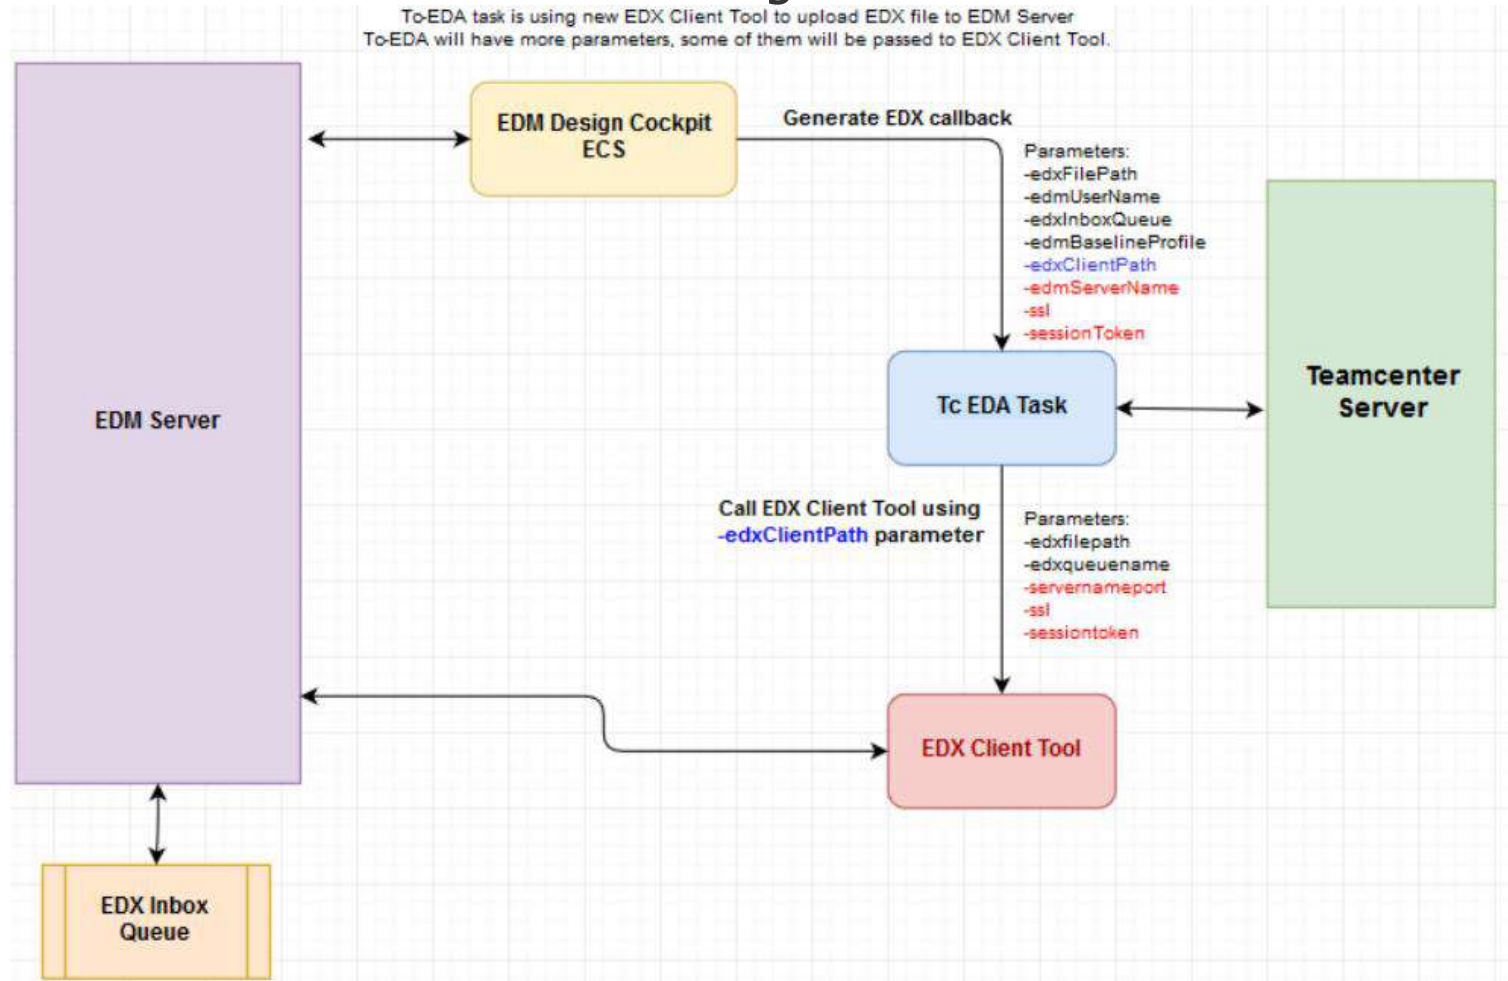 To-EDA task is using new EDX Client Tool to upload EDX file to EDM Server
To-EDA will have more parameters, some of them will be passed to EDX Client Tool.
EDM Design Cockpit
ECS
Generate EDX callback
Parameters:
-edxFilePath
-edmUserName
-edxInboxQueue
-edmBaselineProfile
-edxClientPath
-edmServerName
-ssl
-sessionToken
EDM Server
Tc EDA Task
Teamcenter
Server
Call EDX Client Tool using
-edxClientPath parameter
Parameters:
-edxfilepath
-edxqueuename
-servernameport
-ssl
-sessiontoken
EDX Client Tool
EDX Inbox
Queue